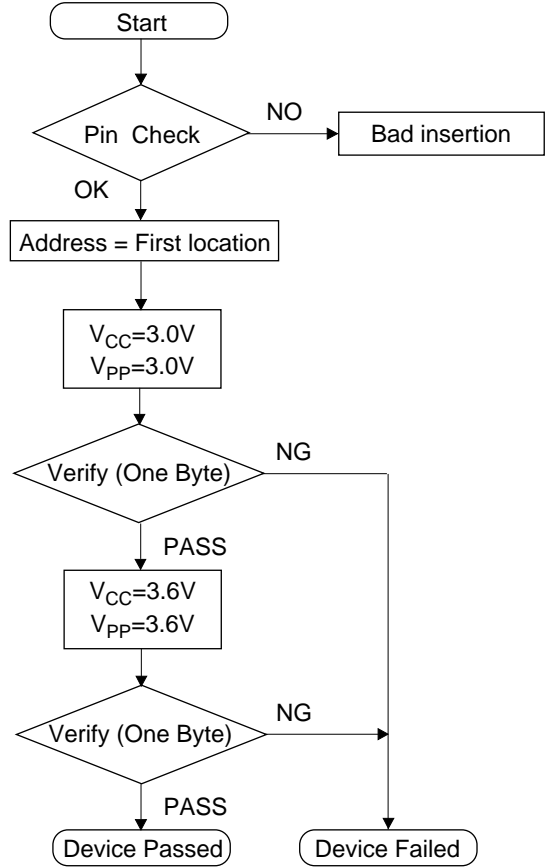 Start
Pin Check
NO
Bad insertion
OK
Address = First location
VCC=3.0V
VPP=3.0V
Verify (One Byte)
NG
PASS
VCC=3.6V
VPP=3.6V
Verify (One Byte)
NG
PASS
Device Passed
Device Failed